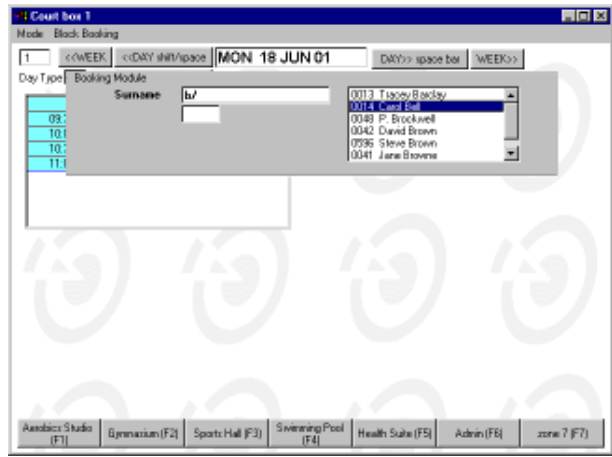 Court box 1
Mode Block Booking
1 <<WEEK <<DAY shift/space MON 18 JUN 01 DAY>> space bar WEEK>>
Day Type Booking Module
Surname b/
0013 Tracey Barclay
0014 Carol Bell
0048 P. Brockwell
0042 David Brown
0596 Steve Brown
0041 Jane Browne
Aerobics Studio (F1)
Gymnasium (F2)
Sports Hall (F3)
Swimming Pool (F4)
Health Suite (F5)
Admin (F6)
zone 7 (F7)